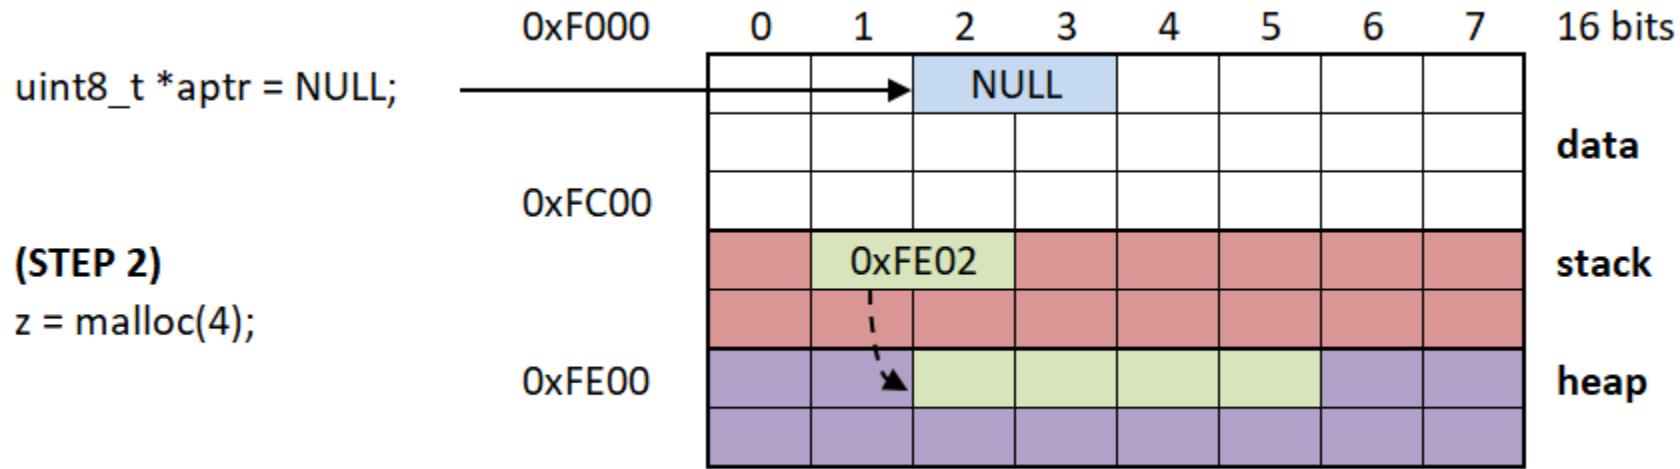 0xF000 0 1 2 3 4 5 6 7 16 bits
uint8_t *aptr = NULL; NULL
data
0xFC00
(STEP 2) 0xFE02 stack
z = malloc(4);
0xFE00 heap